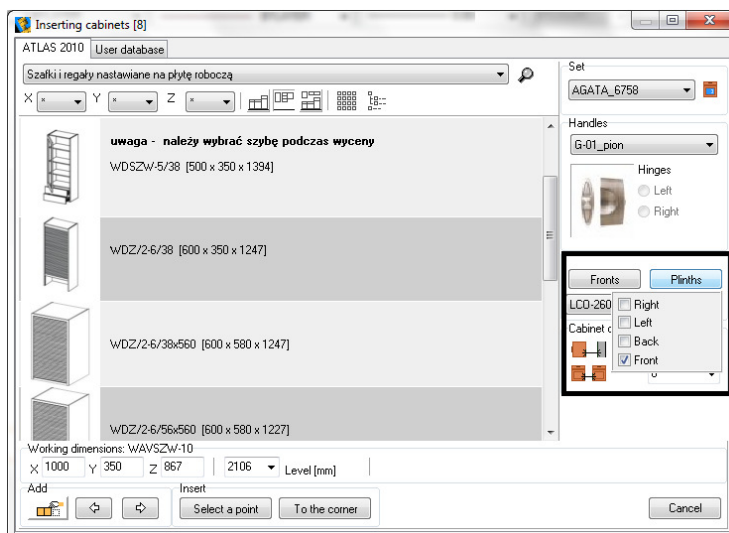 Inserting cabinets [8]
ATLAS 2010 User database
Szafki i regały nastawiane na płytę roboczą
X * Y * Z *
uwaga - należy wybrać szybę podczas wyceny
WDSZW-5/38 [500 x 350 x 1394]
WDZ/2-6/38 [600 x 350 x 1247]
WDZ/2-6/38x560 [600 x 580 x 1247]
WDZ/2-6/56x560 [600 x 580 x 1227]
Set
AGATA_6758
Handles
G-01_pion
Hinges
Left
Right
Fronts Plinths
LCO-260
Right
Left
Back
Front
Cabinet
Working dimensions: WAVSZW-10
X 1000 Y 350 Z 867 2106 Level [mm]
Add Insert
Select a point To the corner Cancel